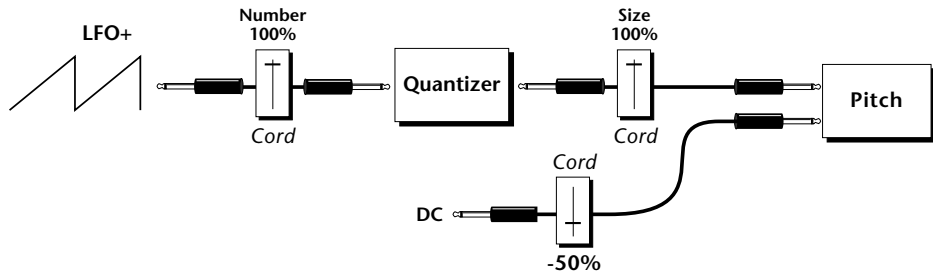 LFO+
Number
100%
Cord
Quantizer
Size
100%
Cord
Pitch
Cord
DC
-50%